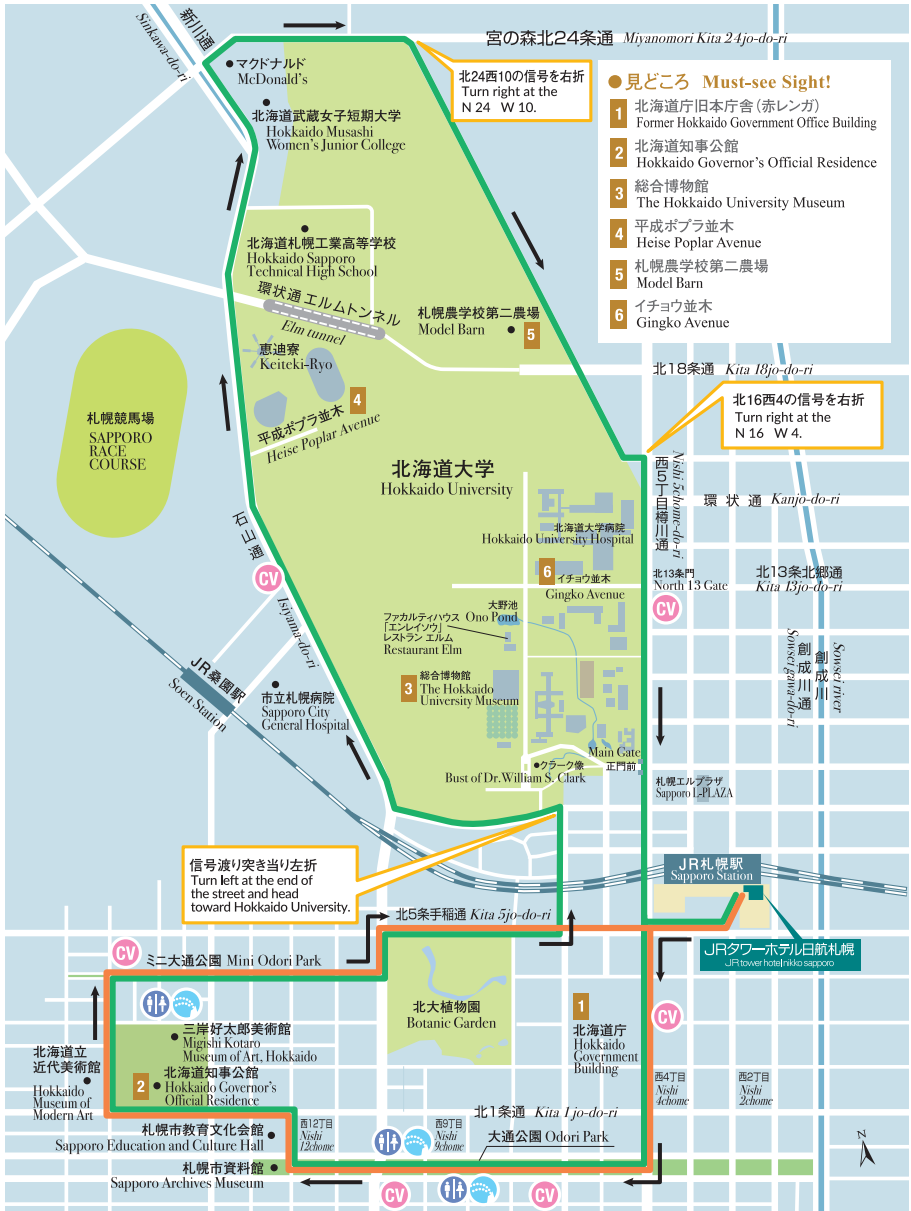 新川通
Sinkawa-do-ri
宮の森北24条通 Miyanomori Kita 24jo-do-ri
マクドナルド
McDonald's
北24西10の信号を右折
Turn right at the
N 24 W 10.
見どころ Must-see Sight!
1 北海道庁旧本庁舎(赤レンガ)
Former Hokkaido Government Office Building
2 北海道知事公館
Hokkaido Governor's Official Residence
3 総合博物館
The Hokkaido University Museum
4 平成ポプラ並木
Heise Poplar Avenue
5 札幌農学校第二農場
Model Barn
6 イチョウ並木
Gingko Avenue
北海道武蔵女子短期大学
Hokkaido Musashi
Women's Junior College
北海道札幌工業高等学校
Hokkaido Sapporo
Technical High School
環状通エルムトンネル
Elm tunnel
札幌農学校第二農場
Model Barn
5
恵迪寮
Keiteki-Ryo
4
平成ポプラ並木
Heise Poplar Avenue
北18条通 Kita 18jo-do-ri
北16西4の信号を右折
Turn right at the
N 16 W 4.
札幌競馬場
SAPPORO
RACE
COURSE
北海道大学
Hokkaido University
西5丁目樽川通
Nishi 5chome-do-ri
環状通 Kanjo-do-ri
石山通
Isiyama-do-ri
CV
北海道大学病院
Hokkaido University Hospital
6
イチョウ並木
Gingko Avenue
北13条門
North 13 Gate
CV
北13条北郷通
Kita 13jo-do-ri
大野池
Ono Pond
ファカルティハウス
「エンレイソウ」
レストラン エルム
Restaurant Elm
創成川通
Sowsei gawa-do-ri
創成川
Sowsei river
JR桑園駅
Soen Station
市立札幌病院
Sapporo City
General Hospital
3
総合博物館
The Hokkaido
University Museum
Main Gate
正門前
クラーク像
Bust of Dr.William S. Clark
札幌エルプラザ
Sapporo L-PLAZA
信号渡り突き当り左折
Turn left at the end of
the street and head
toward Hokkaido University.
JR札幌駅
Sapporo Station
北5条手稲通 Kita 5jo-do-ri
JRタワーホテル日航札幌
JR tower hotel nikko sapporo
CV
ミニ大通公園 Mini Odori Park
北大植物園
Botanic Garden
1
北海道庁
Hokkaido
Government
Building
CV
三岸好太郎美術館
Migishi Kotaro
Museum of Art, Hokkaido
北海道立
近代美術館
Hokkaido
Museum of
Modern Art
2
北海道知事公館
Hokkaido Governor's
Official Residence
西4丁目
Nishi
4chome
西2丁目
Nishi
2chome
北1条通 Kita 1jo-do-ri
札幌市教育文化会館
Sapporo Education and Culture Hall
西12丁目
Nishi
12chome
西9丁目
Nishi
9chome
大通公園 Odori Park
札幌市資料館
Sapporo Archives Museum
CV
CV
N